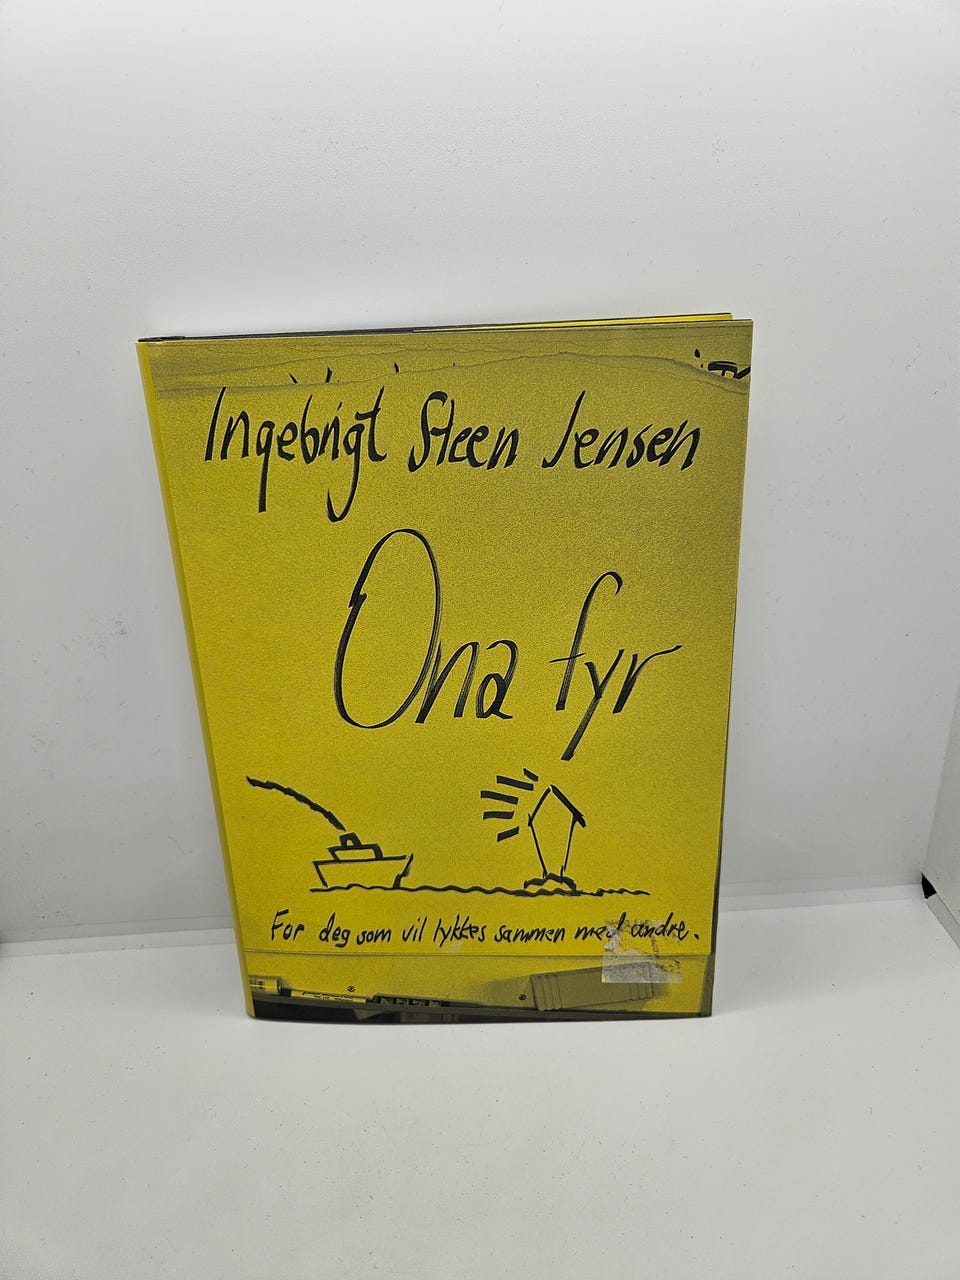 Ingebrigt Steen Jensen
Ona fyr
For deg som vil lykkes sammen med andre.